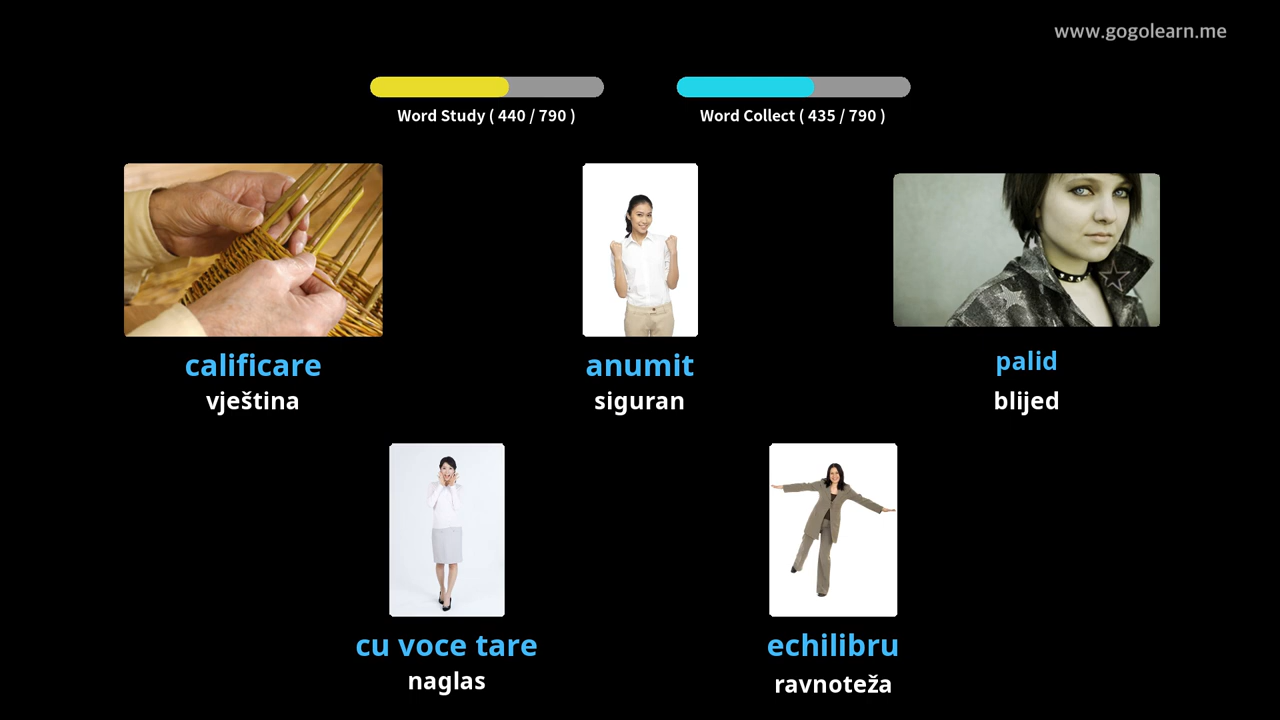 www.gogolearn.me
Word Study ( 440 / 790 )
Word Collect ( 435 / 790 )
calificare
vještina
anumit
siguran
palid
blijed
cu voce tare
naglas
echilibru
ravnoteža